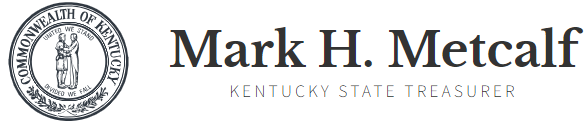 COMMONWEALTH OF KENTUCKY
UNITED WE STAND
DIVIDED WE FALL
Mark H. Metcalf
KENTUCKY STATE TREASURER